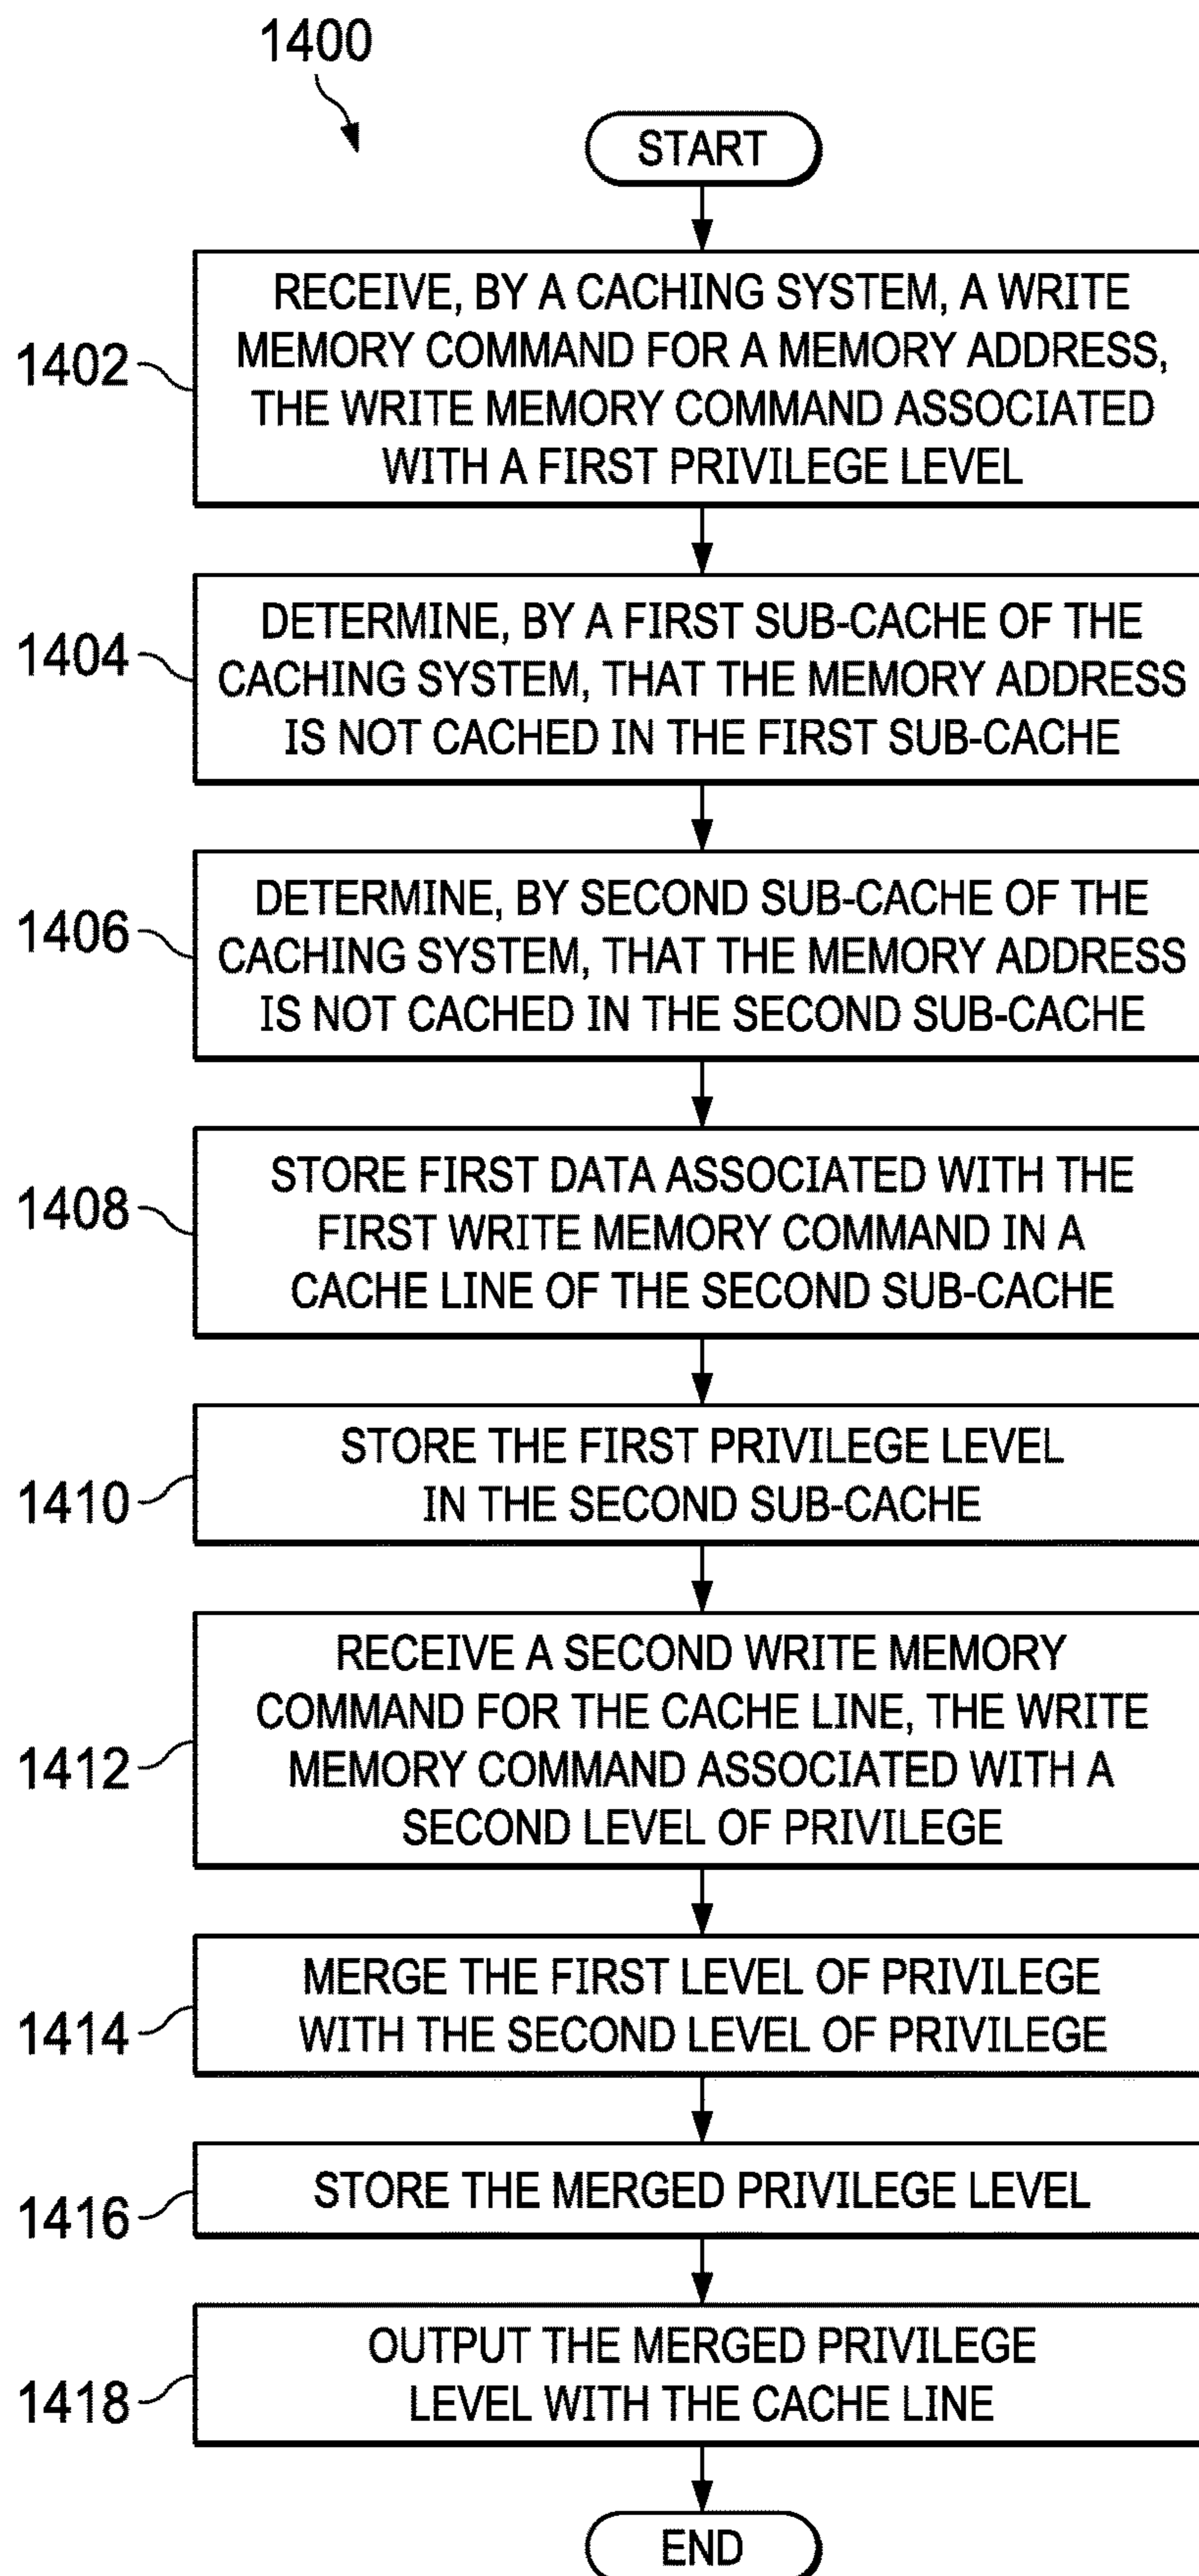 1400
START
1402
RECEIVE, BY A CACHING SYSTEM, A WRITE
MEMORY COMMAND FOR A MEMORY ADDRESS,
THE WRITE MEMORY COMMAND ASSOCIATED
WITH A FIRST PRIVILEGE LEVEL
1404
DETERMINE, BY A FIRST SUB-CACHE OF THE
CACHING SYSTEM, THAT THE MEMORY ADDRESS
IS NOT CACHED IN THE FIRST SUB-CACHE
1406
DETERMINE, BY SECOND SUB-CACHE OF THE
CACHING SYSTEM, THAT THE MEMORY ADDRESS
IS NOT CACHED IN THE SECOND SUB-CACHE
1408
STORE FIRST DATA ASSOCIATED WITH THE
FIRST WRITE MEMORY COMMAND IN A
CACHE LINE OF THE SECOND SUB-CACHE
1410
STORE THE FIRST PRIVILEGE LEVEL
IN THE SECOND SUB-CACHE
1412
RECEIVE A SECOND WRITE MEMORY
COMMAND FOR THE CACHE LINE, THE WRITE
MEMORY COMMAND ASSOCIATED WITH A
SECOND LEVEL OF PRIVILEGE
1414
MERGE THE FIRST LEVEL OF PRIVILEGE
WITH THE SECOND LEVEL OF PRIVILEGE
1416
STORE THE MERGED PRIVILEGE LEVEL
1418
OUTPUT THE MERGED PRIVILEGE
LEVEL WITH THE CACHE LINE
END